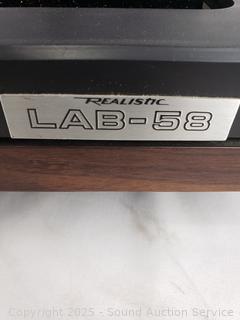 REALISTIC
LAB-58
Copyright 2025 - Sound Auction Service